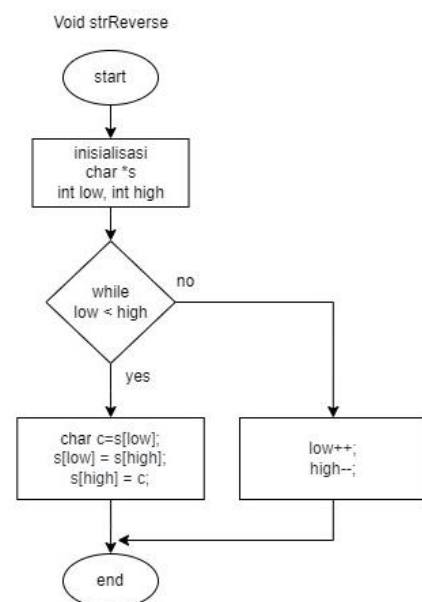 Void strReverse
start
inisialisasi
char *s
int low, int high
while
low < high
no
yes
char c=s[low];
s[low] = s[high];
s[high] = c;
low++;
high--;
end